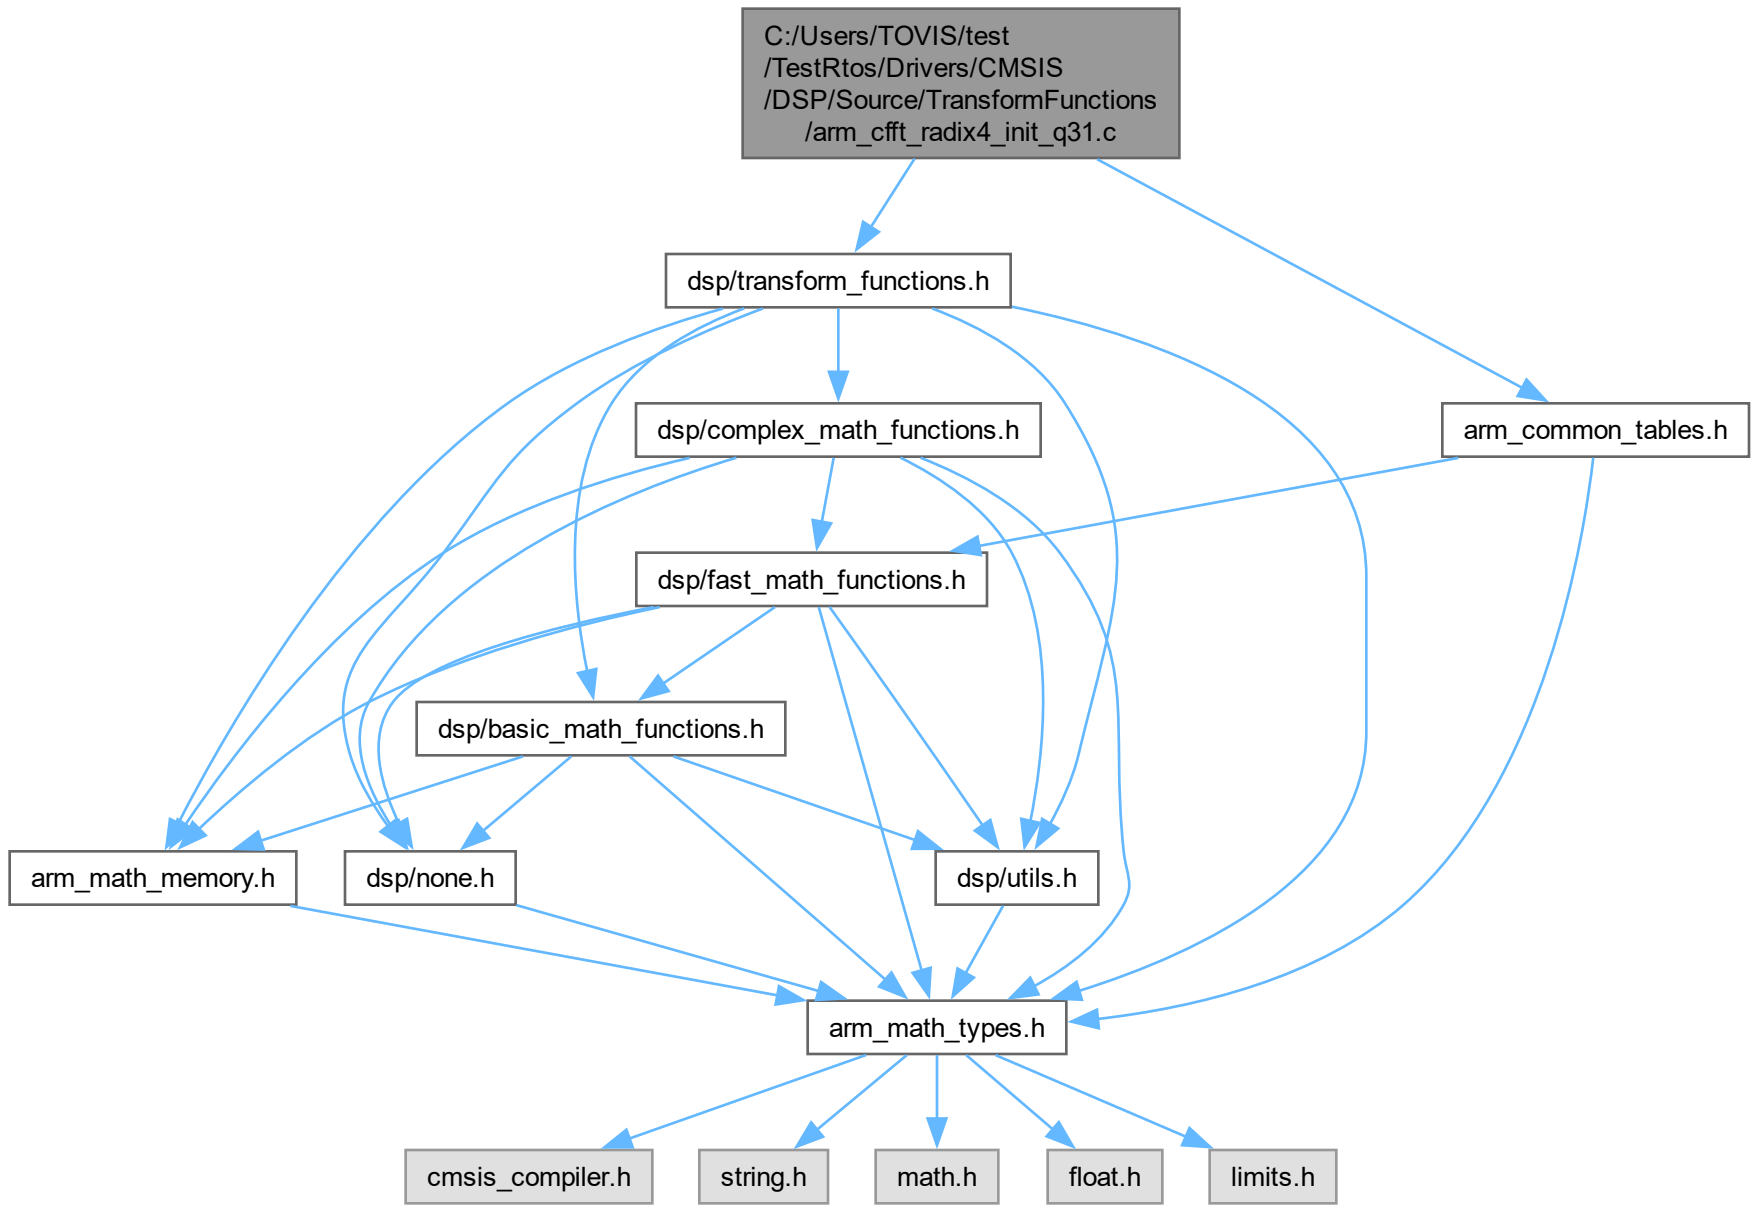 C:/Users/TOVIS/test
/TestRtos/Drivers/CMSIS
/DSP/Source/TransformFunctions
/arm_cfft_radix4_init_q31.c
dsp/transform_functions.h
dsp/complex_math_functions.h
arm_common_tables.h
dsp/fast_math_functions.h
dsp/basic_math_functions.h
arm_math_memory.h
dsp/none.h
dsp/utils.h
arm_math_types.h
cmsis_compiler.h
string.h
math.h
float.h
limits.h